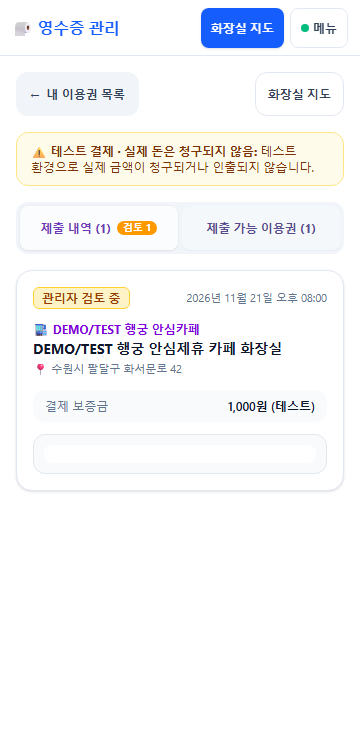 영수증 관리
화장실 지도
메뉴
← 내 이용권 목록
화장실 지도
테스트 결제 · 실제 돈은 청구되지 않음: 테스트
환경으로 실제 금액이 청구되거나 인출되지 않습니다.
제출 내역 (1) 검토 1
제출 가능 이용권 (1)
관리자 검토 중
2026년 11월 21일 오후 08:00
DEMO/TEST 행궁 안심카페
DEMO/TEST 행궁 안심제휴 카페 화장실
수원시 팔달구 화서문로 42
결제 보증금
1,000원 (테스트)